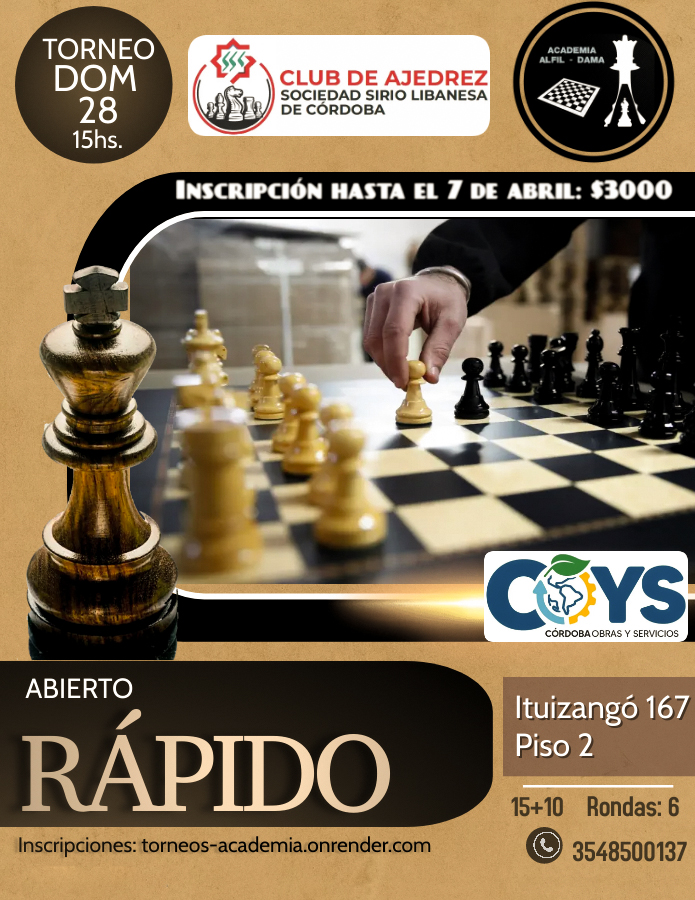 TORNEO
DOM
28
15hs.
CLUB DE AJEDREZ
SOCIEDAD SIRIO LIBANESA
DE CÓRDOBA
ACADEMIA
ALFIL - DAMA
INSCRIPCIÓN HASTA EL 7 DE ABRIL: $3000
COYS
CÓRDOBA OBRAS Y SERVICIOS
ABIERTO
RÁPIDO
Ituizangó 167
Piso 2
15+10 Rondas: 6
Inscripciones: torneos-academia.onrender.com
3548500137